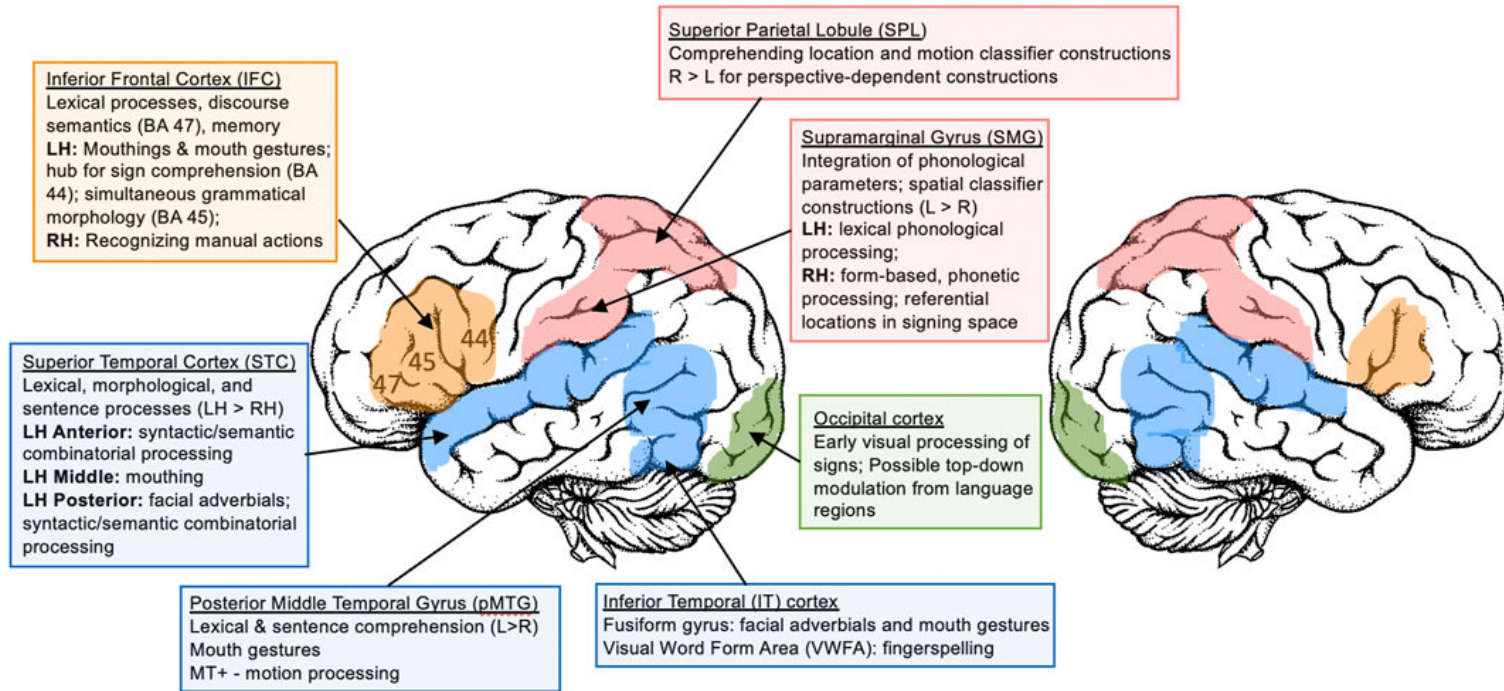 Superior Parietal Lobule (SPL)
Comprehending location and motion classifier constructions
R > L for perspective-dependent constructions
Inferior Frontal Cortex (IFC)
Lexical processes, discourse
semantics (BA 47), memory
LH: Mouthings & mouth gestures;
hub for sign comprehension (BA
44); simultaneous grammatical
morphology (BA 45);
RH: Recognizing manual actions
Supramarginal Gyrus (SMG)
Integration of phonological
parameters; spatial classifier
constructions (L > R)
LH: lexical phonological
processing;
RH: form-based, phonetic
processing; referential
locations in signing space
44
45
47
Superior Temporal Cortex (STC)
Lexical, morphological, and
sentence processes (LH > RH)
LH Anterior: syntactic/semantic
combinatorial processing
LH Middle: mouthing
LH Posterior: facial adverbials;
syntactic/semantic combinatorial
processing
Occipital cortex
Early visual processing of
signs; Possible top-down
modulation from language
regions
Posterior Middle Temporal Gyrus (pMTG)
Lexical & sentence comprehension (L>R)
Mouth gestures
MT+ - motion processing
Inferior Temporal (IT) cortex
Fusiform gyrus: facial adverbials and mouth gestures
Visual Word Form Area (VWFA): fingerspelling